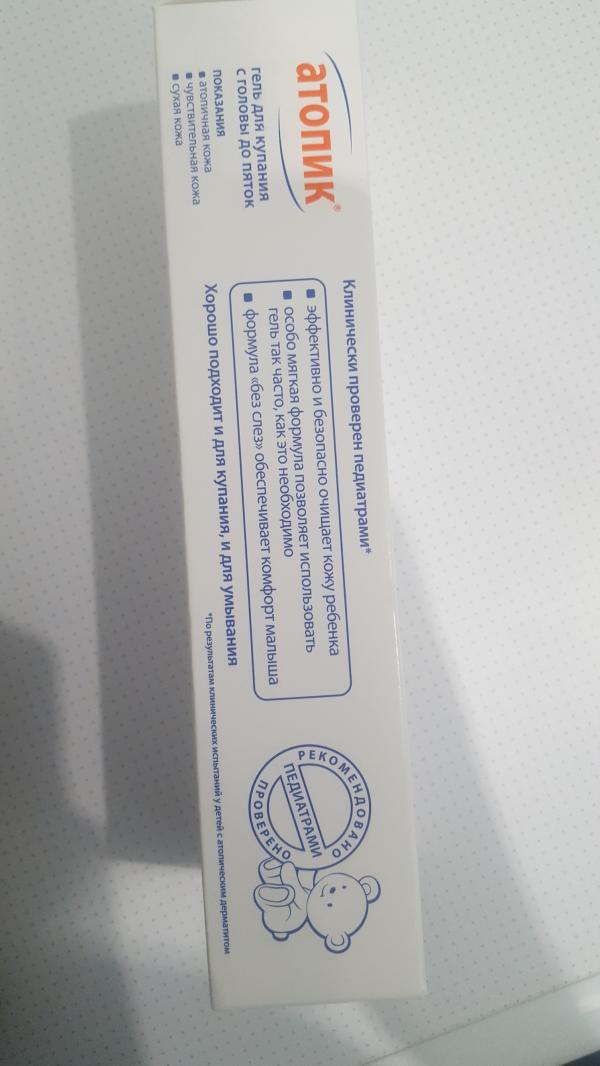 атопик®
гель для купания
с головы до пяток
ПОКАЗАНИЯ
▪ атопичная кожа
▪ чувствительная кожа
▪ сухая кожа
Клинически проверен педиатрами*
▪ эффективно и безопасно очищает кожу ребенка
▪ особо мягкая формула позволяет использовать
гель так часто, как это необходимо
▪ формула «без слез» обеспечивает комфорт малыша
Хорошо подходит и для купания, и для умывания
*По результатам клинических испытаний у детей с атопическим дерматитом
РЕКОМЕНДОВАНО
ПЕДИАТРАМИ
ПРОВЕРЕНО